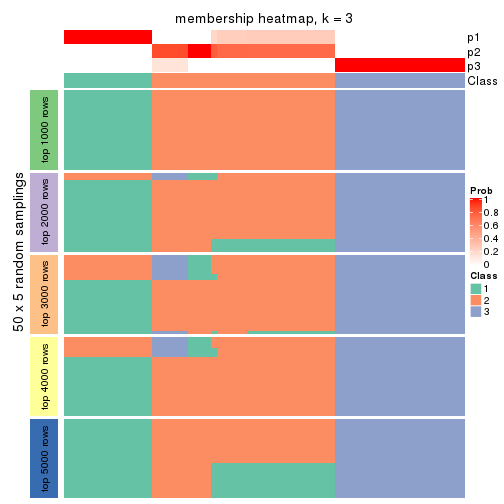 membership heatmap, k = 3
p1
p2
p3
Class
50 x 5 random samplings
top 1000 rows
top 2000 rows
top 3000 rows
top 4000 rows
top 5000 rows
Prob
1
0.8
0.6
0.4
0.2
0
Class
1
2
3